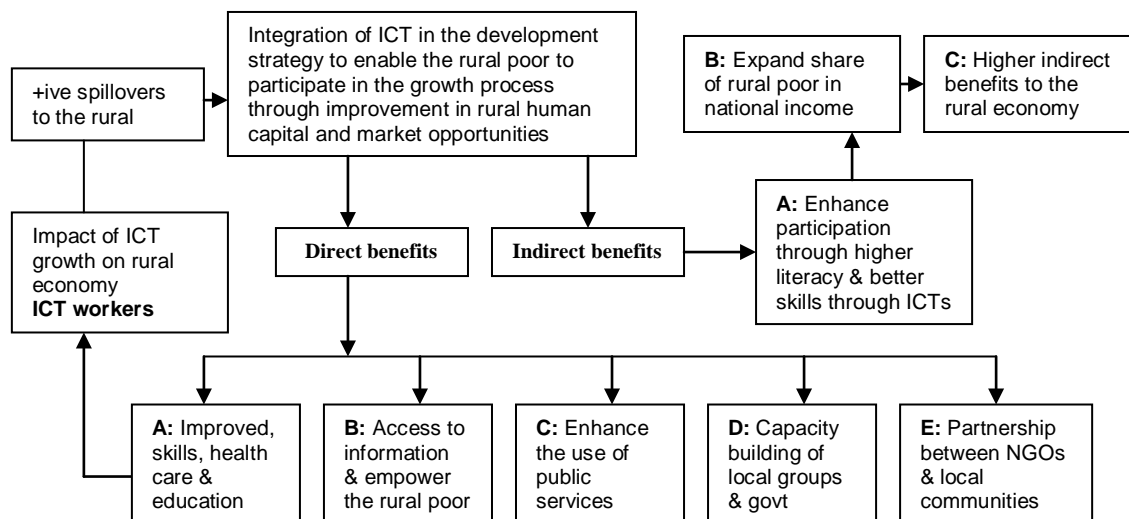 +ive spillovers
to the rural
Integration of ICT in the development
strategy to enable the rural poor to
participate in the growth process
through improvement in rural human
capital and market opportunities
B: Expand share
of rural poor in
national income
C: Higher indirect
benefits to the
rural economy
Impact of ICT
growth on rural
economy
ICT workers
Direct benefits
Indirect benefits
A: Enhance
participation
through higher
literacy & better
skills through ICTs
A: Improved,
skills, health
care &
education
B: Access to
information
& empower
the rural poor
C: Enhance
the use of
public
services
D: Capacity
building of
local groups
& govt
E: Partnership
between NGOs
& local
communities